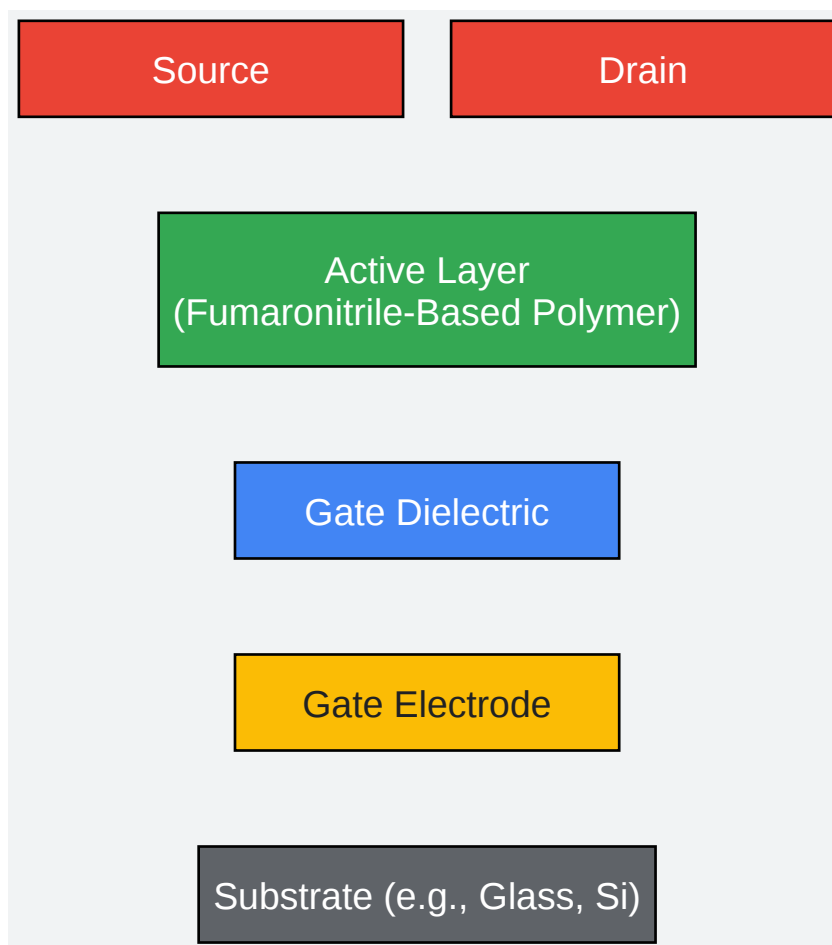 Source
Drain
Active Layer
(Fumaronitrile-Based Polymer)
Gate Dielectric
Gate Electrode
Substrate (e.g., Glass, Si)